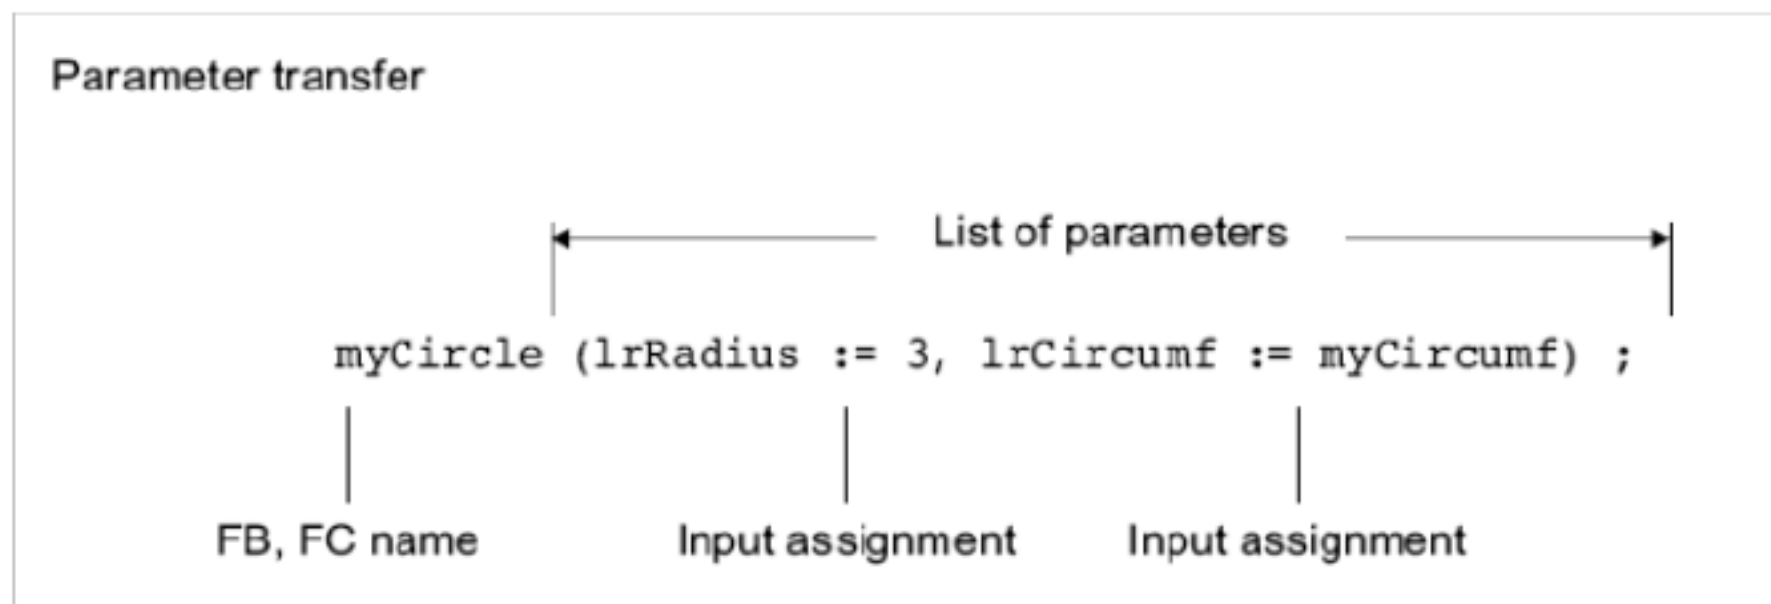 Parameter transfer
List of parameters
myCircle (lrRadius := 3, lrCircumf := myCircumf) ;
FB, FC name Input assignment Input assignment